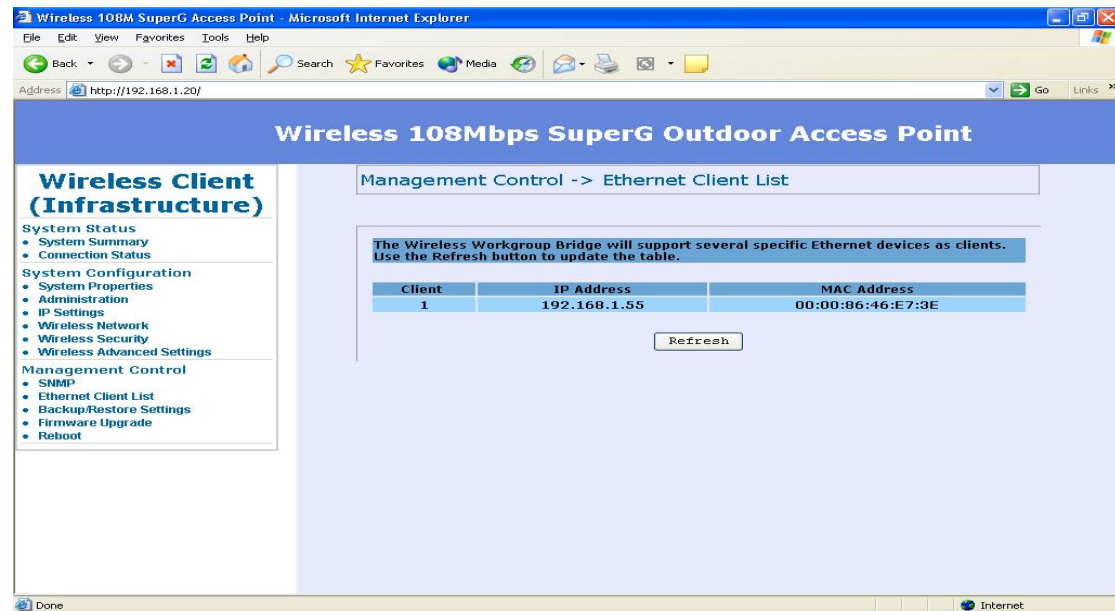 Wireless 108M SuperG Access Point - Microsoft Internet Explorer
File Edit View Favorites Tools Help
Back Search Favorites Media
Address http://192.168.1.20/ Go Links »
Wireless 108Mbps SuperG Outdoor Access Point
Wireless Client
(Infrastructure)
System Status
System Summary
Connection Status
System Configuration
System Properties
Administration
IP Settings
Wireless Network
Wireless Security
Wireless Advanced Settings
Management Control
SNMP
Ethernet Client List
Backup/Restore Settings
Firmware Upgrade
Reboot
Management Control -> Ethernet Client List
The Wireless Workgroup Bridge will support several specific Ethernet devices as clients.
Use the Refresh button to update the table.
Client IP Address MAC Address
1 192.168.1.55 00:00:86:46:E7:3E
Refresh
Done Internet